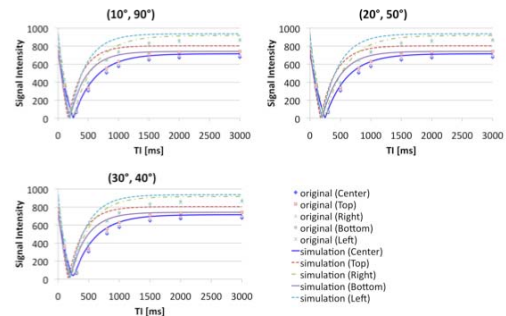 (10°, 90°)
Signal Intensity
1000
800
600
400
200
0
0 500 1000 1500 2000 2500 3000
TI [ms]
(20°, 50°)
Signal Intensity
1000
800
600
400
200
0
0 500 1000 1500 2000 2500 3000
TI [ms]
(30°, 40°)
Signal Intensity
1000
800
600
400
200
0
0 500 1000 1500 2000 2500 3000
TI [ms]
original (Center)
original (Top)
original (Right)
original (Bottom)
original (Left)
simulation (Center)
simulation (Top)
simulation (Right)
simulation (Bottom)
simulation (Left)